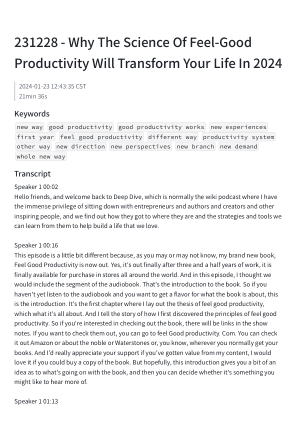 231228 - Why The Science Of Feel-Good
Productivity Will Transform Your Life In 2024
2024-01-23 12:43:35 CST
21min 36s
Keywords
new way good productivity good productivity works new experiences
first year feel good productivity different way productivity system
other way new direction new perspectives new branch new demand
whole new way
Transcript
Speaker 1 00:02
Hello friends, and welcome back to Deep Dive, which is normally the wiki podcast where I have
the immense privilege of sitting down with entrepreneurs and authors and creators and other
inspiring people, and we find out how they got to where they are and the strategies and tools we
can learn from them to help build a life that we love.
Speaker 1 00:16
This episode is a little bit different because, as you may or may not know, my brand new book,
Feel Good Productivity is now out. Yes, it's out finally after three and a half years of work, it is
finally available for purchase in stores all around the world. And in this episode, I thought we
would include the segment of the audiobook. That's the introduction to the book. So if you
haven't yet listen to the audiobook and you want to get a flavor for what the book is about, this
is the introduction. It's the first chapter where I lay out the thesis of feel good productivity,
which what it's all about. And I tell the story of how I first discovered the principles of feel good
productivity. So if you're interested in checking out the book, there will be links in the show
notes. If you want to check them out, you can go to feel Good productivity. Com. You can check
it out Amazon or about the noble or Waterstones or, you know, wherever you normally get your
books. And I'd really appreciate your support if you've gotten value from my content, I would
love it if you could buy a copy of the book. But hopefully, this introduction gives you a bit of an
idea as to what's going on with the book, and then you can decide whether it's something you
might like to hear more of.
Speaker 1 01:13